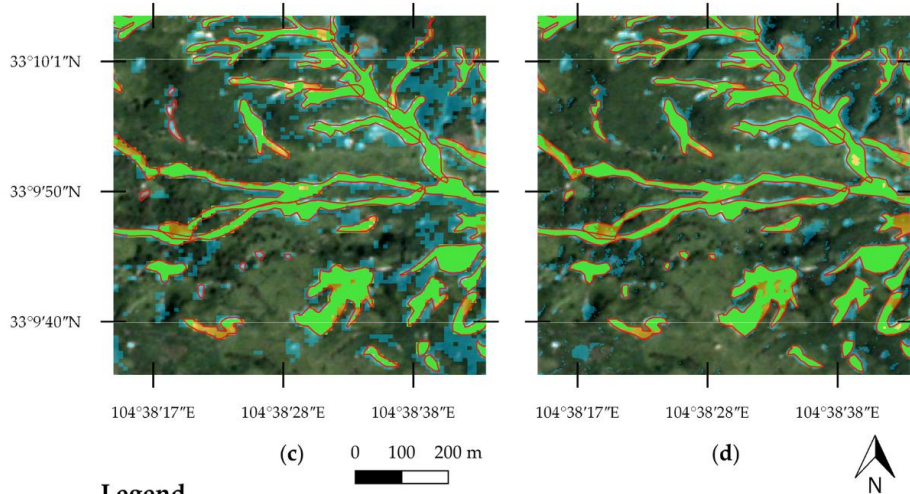 33°10′1″N
33°9′50″N
33°9′40″N
104°38′17″E 104°38′28″E 104°38′38″E 104°38′17″E 104°38′28″E 104°38′38″E
(c) 0 100 200 m (d)
N
Legend